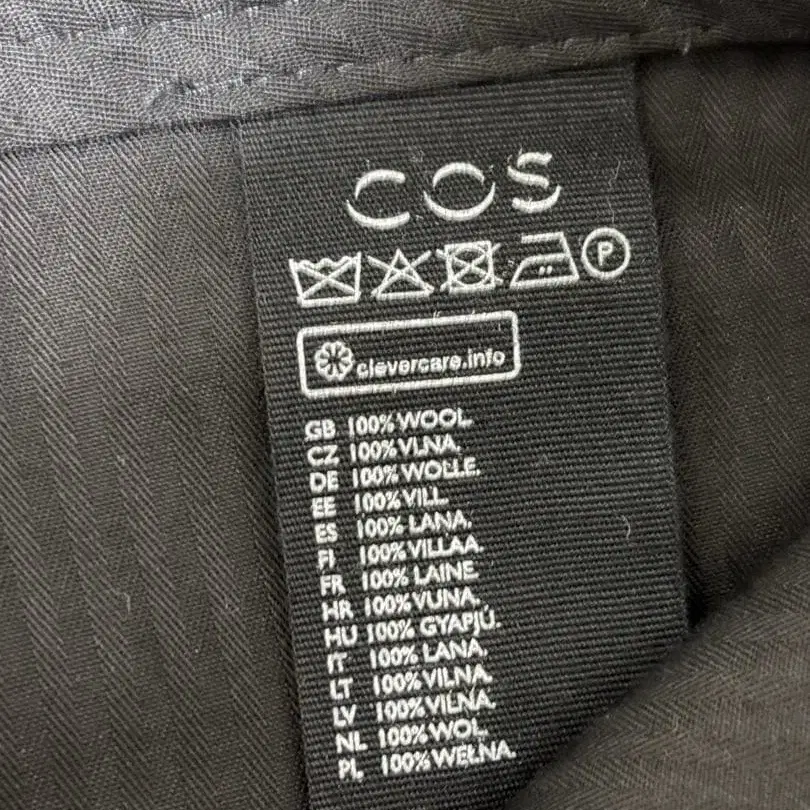 COS
P
clevercare.info
GB 100% WOOL.
CZ 100% VLNA.
DE 100% WOLLE.
EE 100% VILL.
ES 100% LANA.
FI 100% VILLAA.
FR 100% LAINE.
HR 100% VUNA.
HU 100% GYAPJÚ.
IT 100% LANA.
LT 100% VILNA.
LV 100% VILNA.
NL 100% WOL.
PL 100% WEŁNA.